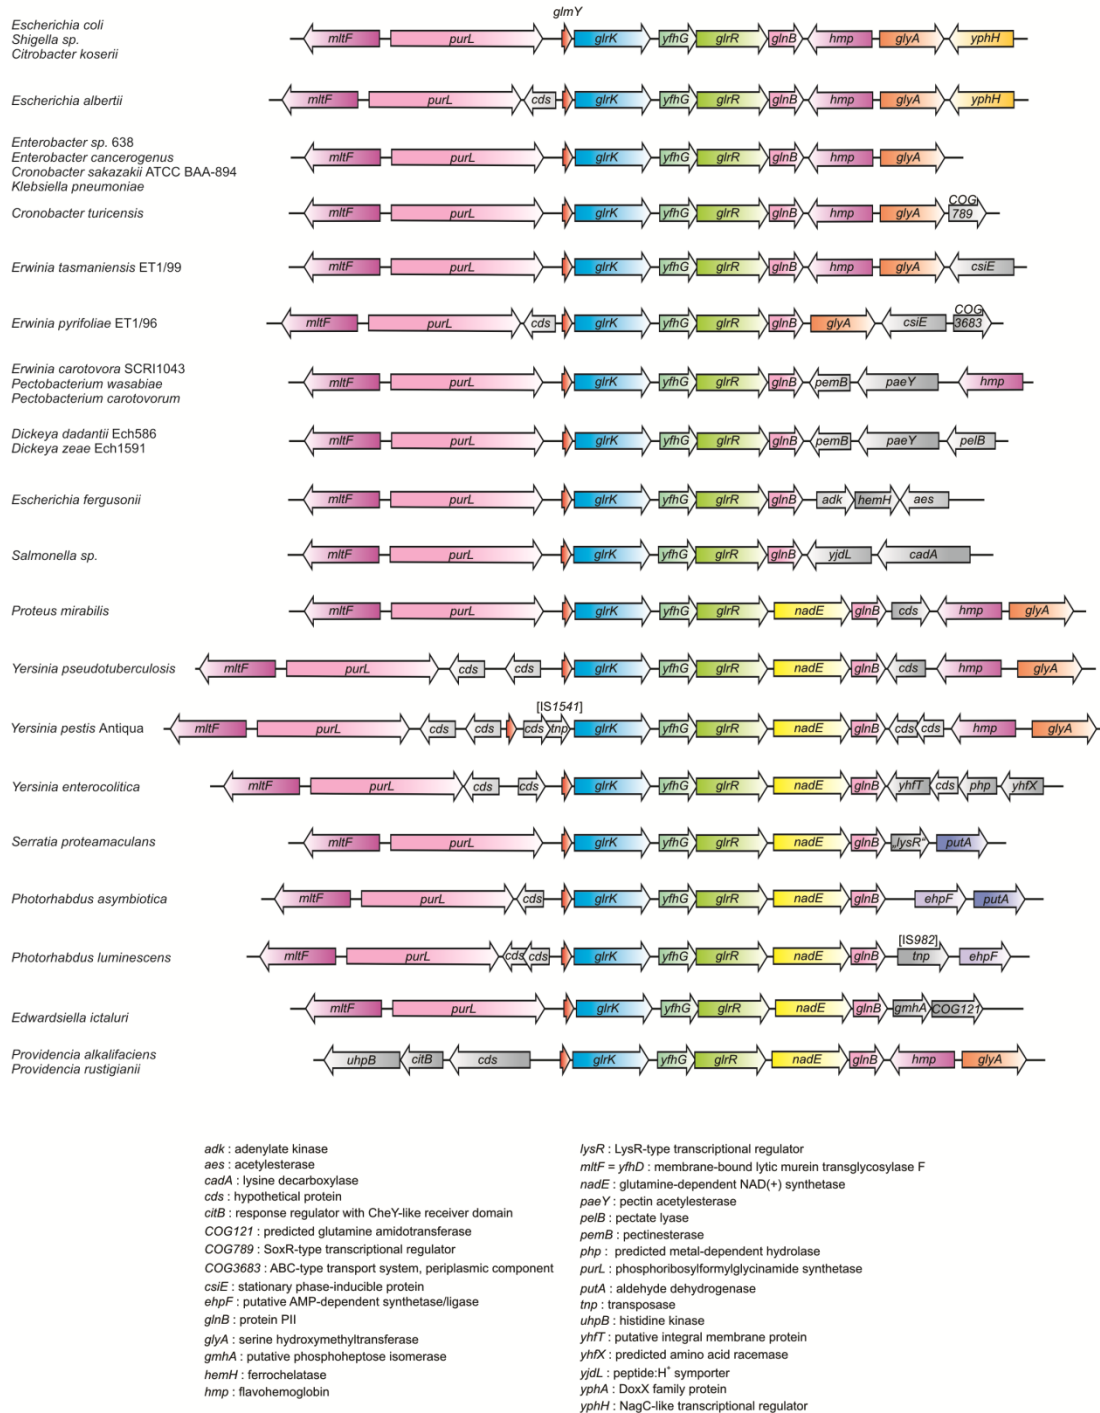 glmY
Escherichia coli
Shigella sp.
Citrobacter koserii
mltF purL glrK yfhG glrR glnB hmp glyA yphH
Escherichia albertii
mltF purL cds glrK yfhG glrR glnB hmp glyA yphH
Enterobacter sp. 638
Enterobacter cancerogenus
Cronobacter sakazakii ATCC BAA-894
Klebsiella pneumoniae
mltF purL glrK yfhG glrR glnB hmp glyA
Cronobacter turicensis
mltF purL glrK yfhG glrR glnB hmp glyA COG 789
Erwinia tasmaniensis ET1/99
mltF purL glrK yfhG glrR glnB hmp glyA csiE
Erwinia pyrifoliae ET1/96
mltF purL cds glrK yfhG glrR glnB glyA csiE COG 3683
Erwinia carotovora SCRI1043
Pectobacterium wasabiae
Pectobacterium carotovorum
mltF purL glrK yfhG glrR glnB pemB paeY hmp
Dickeya dadantii Ech586
Dickeya zeae Ech1591
mltF purL glrK yfhG glrR glnB pemB paeY pelB
Escherichia fergusonii
mltF purL glrK yfhG glrR glnB adk hemH aes
Salmonella sp.
mltF purL glrK yfhG glrR glnB yjdL cadA
Proteus mirabilis
mltF purL glrK yfhG glrR nadE glnB cds hmp glyA
Yersinia pseudotuberculosis
mltF purL cds cds glrK yfhG glrR nadE glnB cds hmp glyA
[IS1541]
Yersinia pestis Antiqua
mltF purL cds cds cds tnp glrK yfhG glrR nadE glnB cds cds hmp glyA
Yersinia enterocolitica
mltF purL cds cds glrK yfhG glrR nadE glnB yhfT cds php yhfX
Serratia proteamaculans
mltF purL glrK yfhG glrR nadE glnB „lysR“ putA
Photorhabdus asymbiotica
mltF purL cds glrK yfhG glrR nadE glnB ehpF putA
[IS982]
Photorhabdus luminescens
mltF purL cds cds glrK yfhG glrR nadE glnB tnp ehpF
Edwardsiella ictaluri
mltF purL glrK yfhG glrR nadE glnB gmhA COG121
Providencia alkalifaciens
Providencia rustigianii
uhpB citB cds glrK yfhG glrR nadE glnB hmp glyA
adk : adenylate kinase
aes : acetylesterase
cadA : lysine decarboxylase
cds : hypothetical protein
citB : response regulator with CheY-like receiver domain
COG121 : predicted glutamine amidotransferase
COG789 : SoxR-type transcriptional regulator
COG3683 : ABC-type transport system, periplasmic component
csiE : stationary phase-inducible protein
ehpF : putative AMP-dependent synthetase/ligase
glnB : protein PII
glyA : serine hydroxymethyltransferase
gmhA : putative phosphoheptose isomerase
hemH : ferrochelatase
hmp : flavohemoglobin
lysR : LysR-type transcriptional regulator
mltF = yfhD : membrane-bound lytic murein transglycosylase F
nadE : glutamine-dependent NAD(+) synthetase
paeY : pectin acetylesterase
pelB : pectate lyase
pemB : pectinesterase
php : predicted metal-dependent hydrolase
purL : phosphoribosylformylglycinamide synthetase
putA : aldehyde dehydrogenase
tnp : transposase
uhpB : histidine kinase
yhfT : putative integral membrane protein
yhfX : predicted amino acid racemase
yjdL : peptide:H⁺ symporter
yphA : DoxX family protein
yphH : NagC-like transcriptional regulator